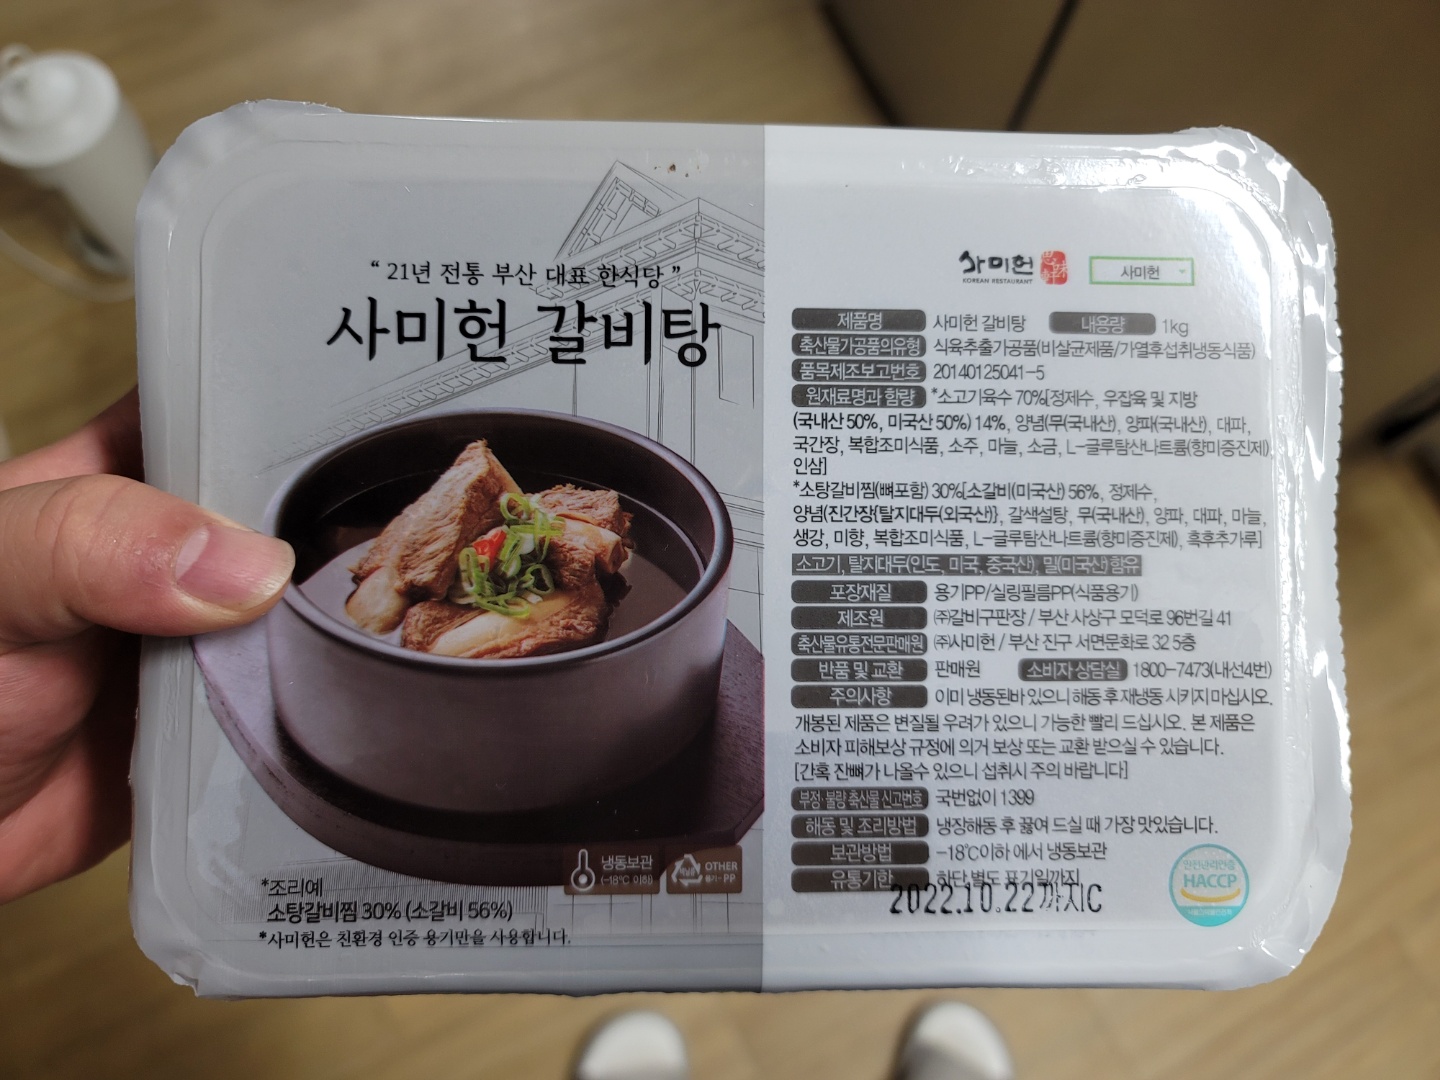 “ 21년 전통 부산 대표 한식당 ”
사미헌 갈비탕
냉동보관
(-18℃ 이하)
OTHER
용기-PP
*조리예
소탕갈비찜 30% (소갈비 56%)
*사미헌은 친환경 인증 용기만을 사용합니다.
사미헌
KOREAN RESTAURANT
사미헌
제품명 사미헌 갈비탕 내용량 1kg
축산물가공품의유형 식육추출가공품(비살균제품/가열후섭취냉동식품)
품목제조보고번호 20140125041-5
원재료명과 함량 *소고기육수 70%[정제수, 우잡육 및 지방
(국내산 50%, 미국산 50%) 14%, 양념(무(국내산), 양파(국내산), 대파,
국간장, 복합조미식품, 소주, 마늘, 소금, L-글루탐산나트륨(향미증진제),
인삼]
*소탕갈비찜(뼈포함) 30%[소갈비(미국산) 56%, 정제수,
양념(진간장{탈지대두(외국산)}, 갈색설탕, 무(국내산), 양파, 대파, 마늘,
생강, 미향, 복합조미식품, L-글루탐산나트륨(향미증진제), 흑후추가루]
소고기, 탈지대두(인도, 미국, 중국산), 밀(미국산) 함유
포장재질 용기PP/실링필름PP(식품용기)
제조원 ㈜갈비구판장 / 부산 사상구 모덕로 96번길 41
축산물유통전문판매원 ㈜사미헌 / 부산 진구 서면문화로 32 5층
반품 및 교환 판매원 소비자 상담실 1800-7473(내선4번)
주의사항 이미 냉동된바 있으니 해동 후 재냉동 시키지 마십시오.
개봉된 제품은 변질될 우려가 있으니 가능한 빨리 드십시오. 본 제품은
소비자 피해보상 규정에 의거 보상 또는 교환 받으실 수 있습니다.
[간혹 잔뼈가 나올수 있으니 섭취시 주의 바랍니다]
부정·불량 축산물 신고번호 국번없이 1399
해동 및 조리방법 냉장해동 후 끓여 드실 때 가장 맛있습니다.
보관방법 -18℃이하 에서 냉동보관
유통기한 하단 별도 표기일까지
2022.10.22까지C
안전관리인증
HACCP